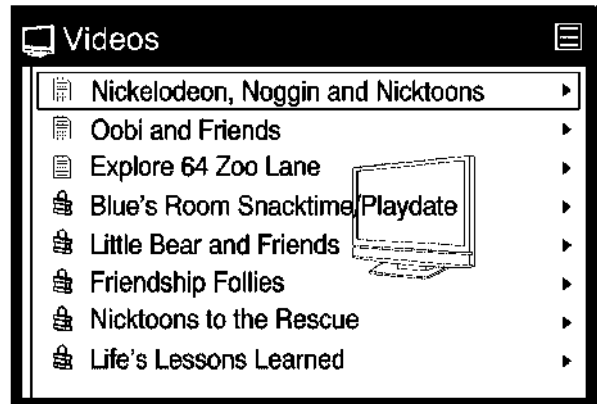 Videos
Nickelodeon, Noggin and Nicktoons
Oobi and Friends
Explore 64 Zoo Lane
Blue's Room Snacktime/Playdate
Little Bear and Friends
Friendship Follies
Nicktoons to the Rescue
Life's Lessons Learned